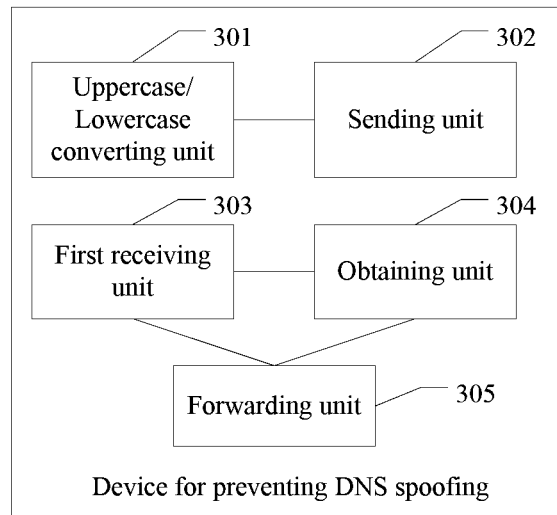 301
302
Uppercase/
Lowercase
converting unit
Sending unit
303
304
First receiving
unit
Obtaining unit
Forwarding unit
305
Device for preventing DNS spoofing